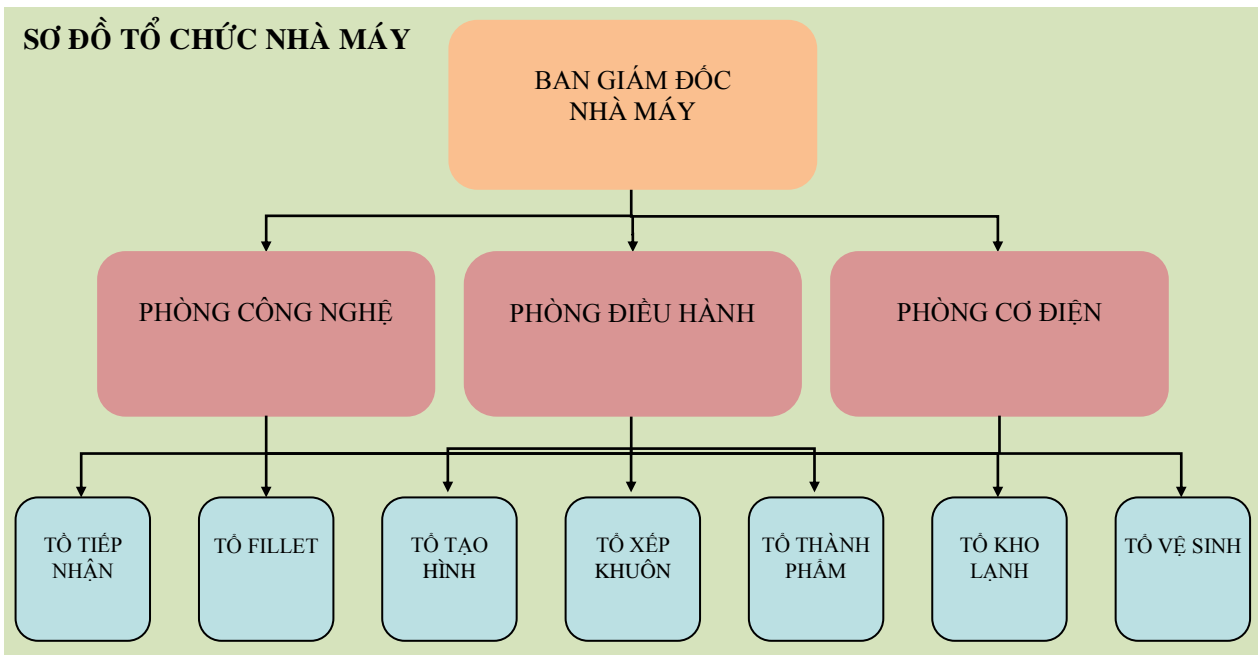 SƠ ĐỒ TỔ CHỨC NHÀ MÁY
BAN GIÁM ĐỐC
NHÀ MÁY
PHÒNG CÔNG NGHỆ
PHÒNG ĐIỀU HÀNH
PHÒNG CƠ ĐIỆN
TỔ TIẾP
NHẬN
TỔ FILLET
TỔ TẠO
HÌNH
TỔ XẾP
KHUÔN
TỔ THÀNH
PHẨM
TỔ KHO
LẠNH
TỔ VỆ SINH